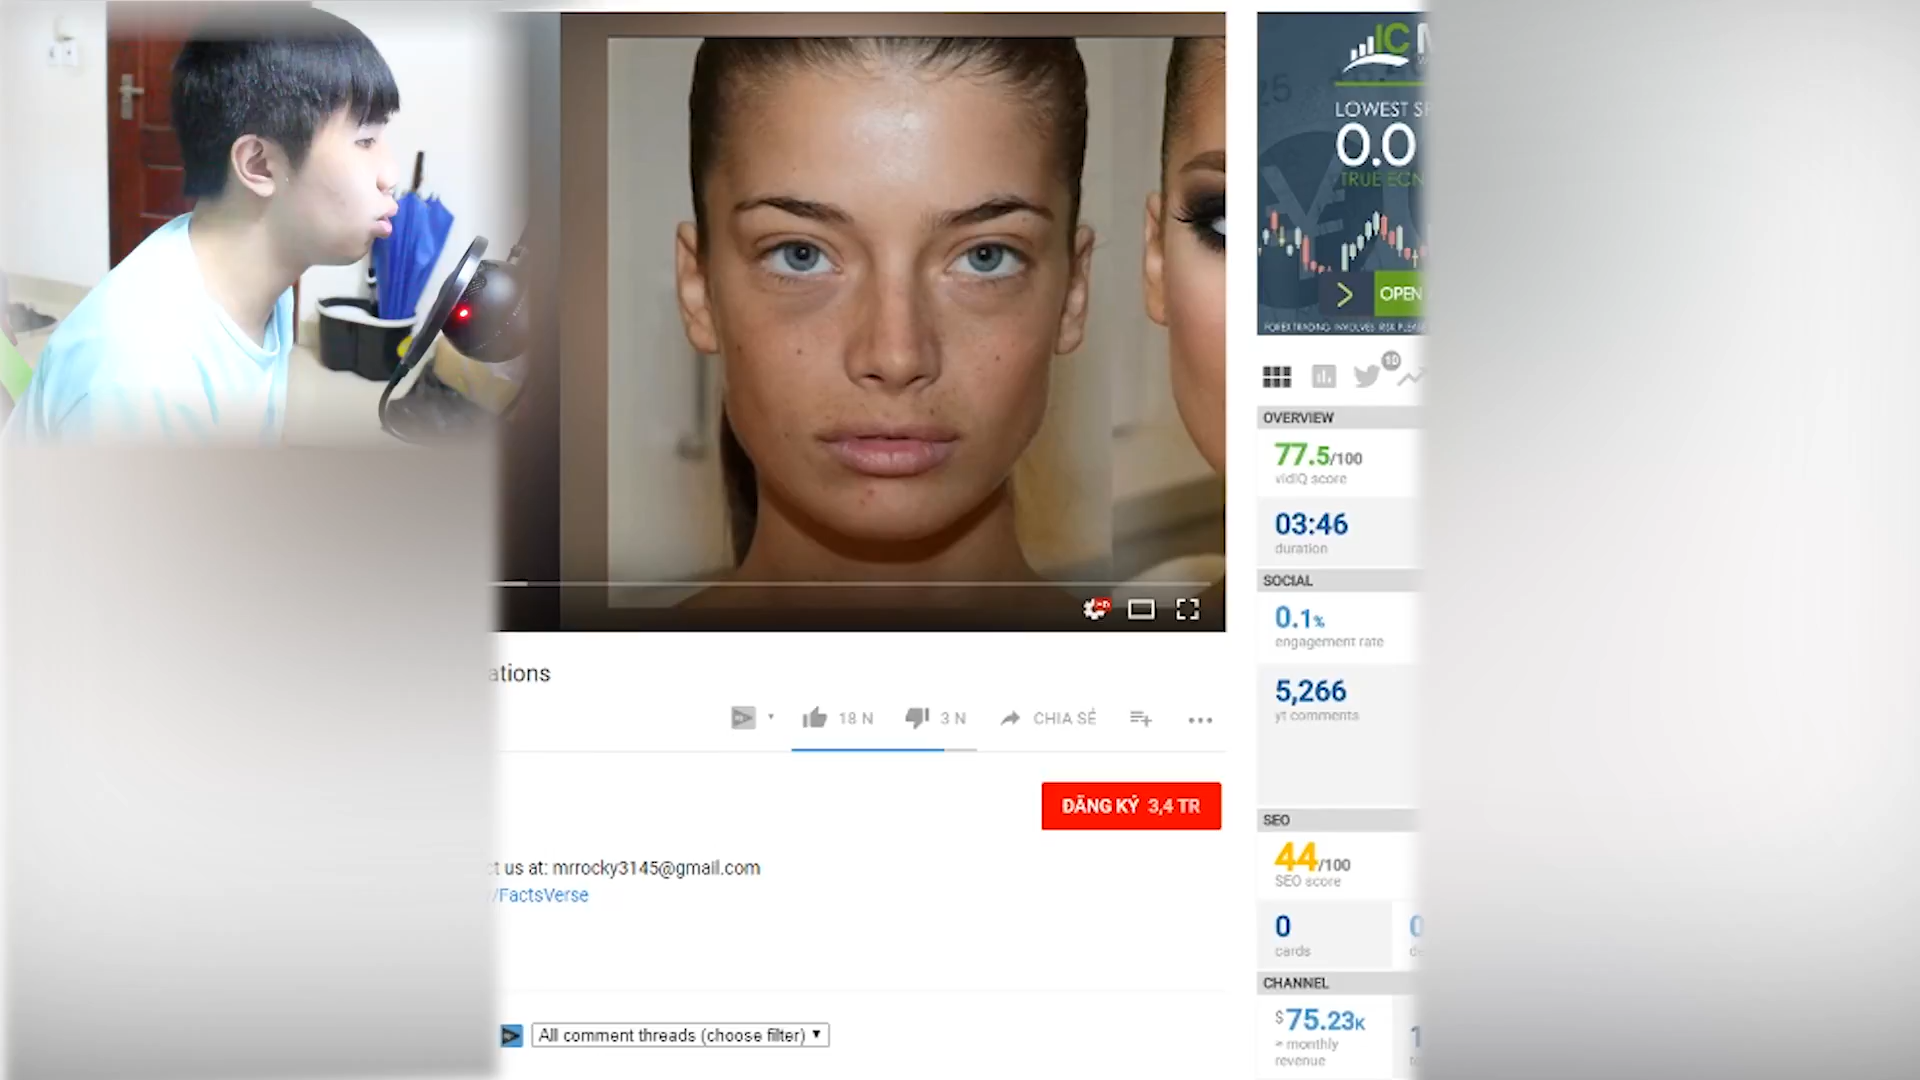 IC
LOWEST
0.0
OPEN
10
OVERVIEW
77.5/100
vidIQ score
03:46
duration
SOCIAL
0.1%
engagement rate
5,266
yt comments
ations
18 N
3 N
CHIA SẺ
ĐĂNG KÝ 3,4 TR
us at: mrrocky3145@gmail.com
/FactsVerse
SEO
44/100
SEO score
0
cards
CHANNEL
$75.23K
≈ monthly
revenue
All comment threads (choose filter)